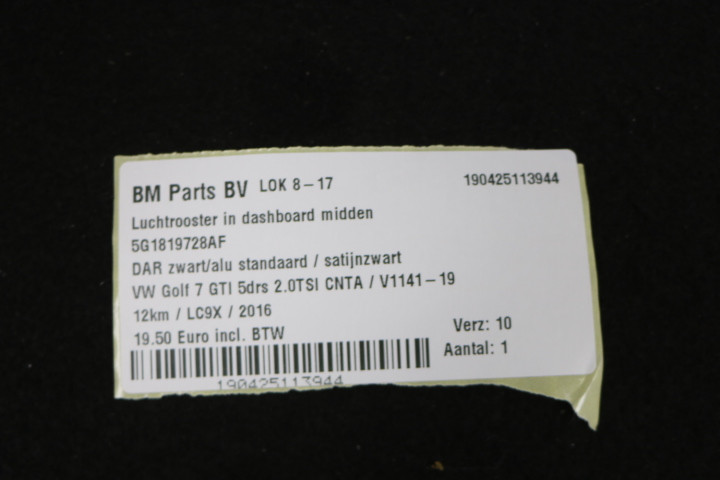 BM Parts BV LOK 8-17 190425113944
Luchtrooster in dashboard midden
5G1819728AF
DAR zwart/alu standaard / satijnzwart
VW Golf 7 GTI 5drs 2.0TSI CNTA / V1141-19
12km / LC9X / 2016
19.50 Euro incl. BTW
Verz: 10
Aantal: 1
190425113944